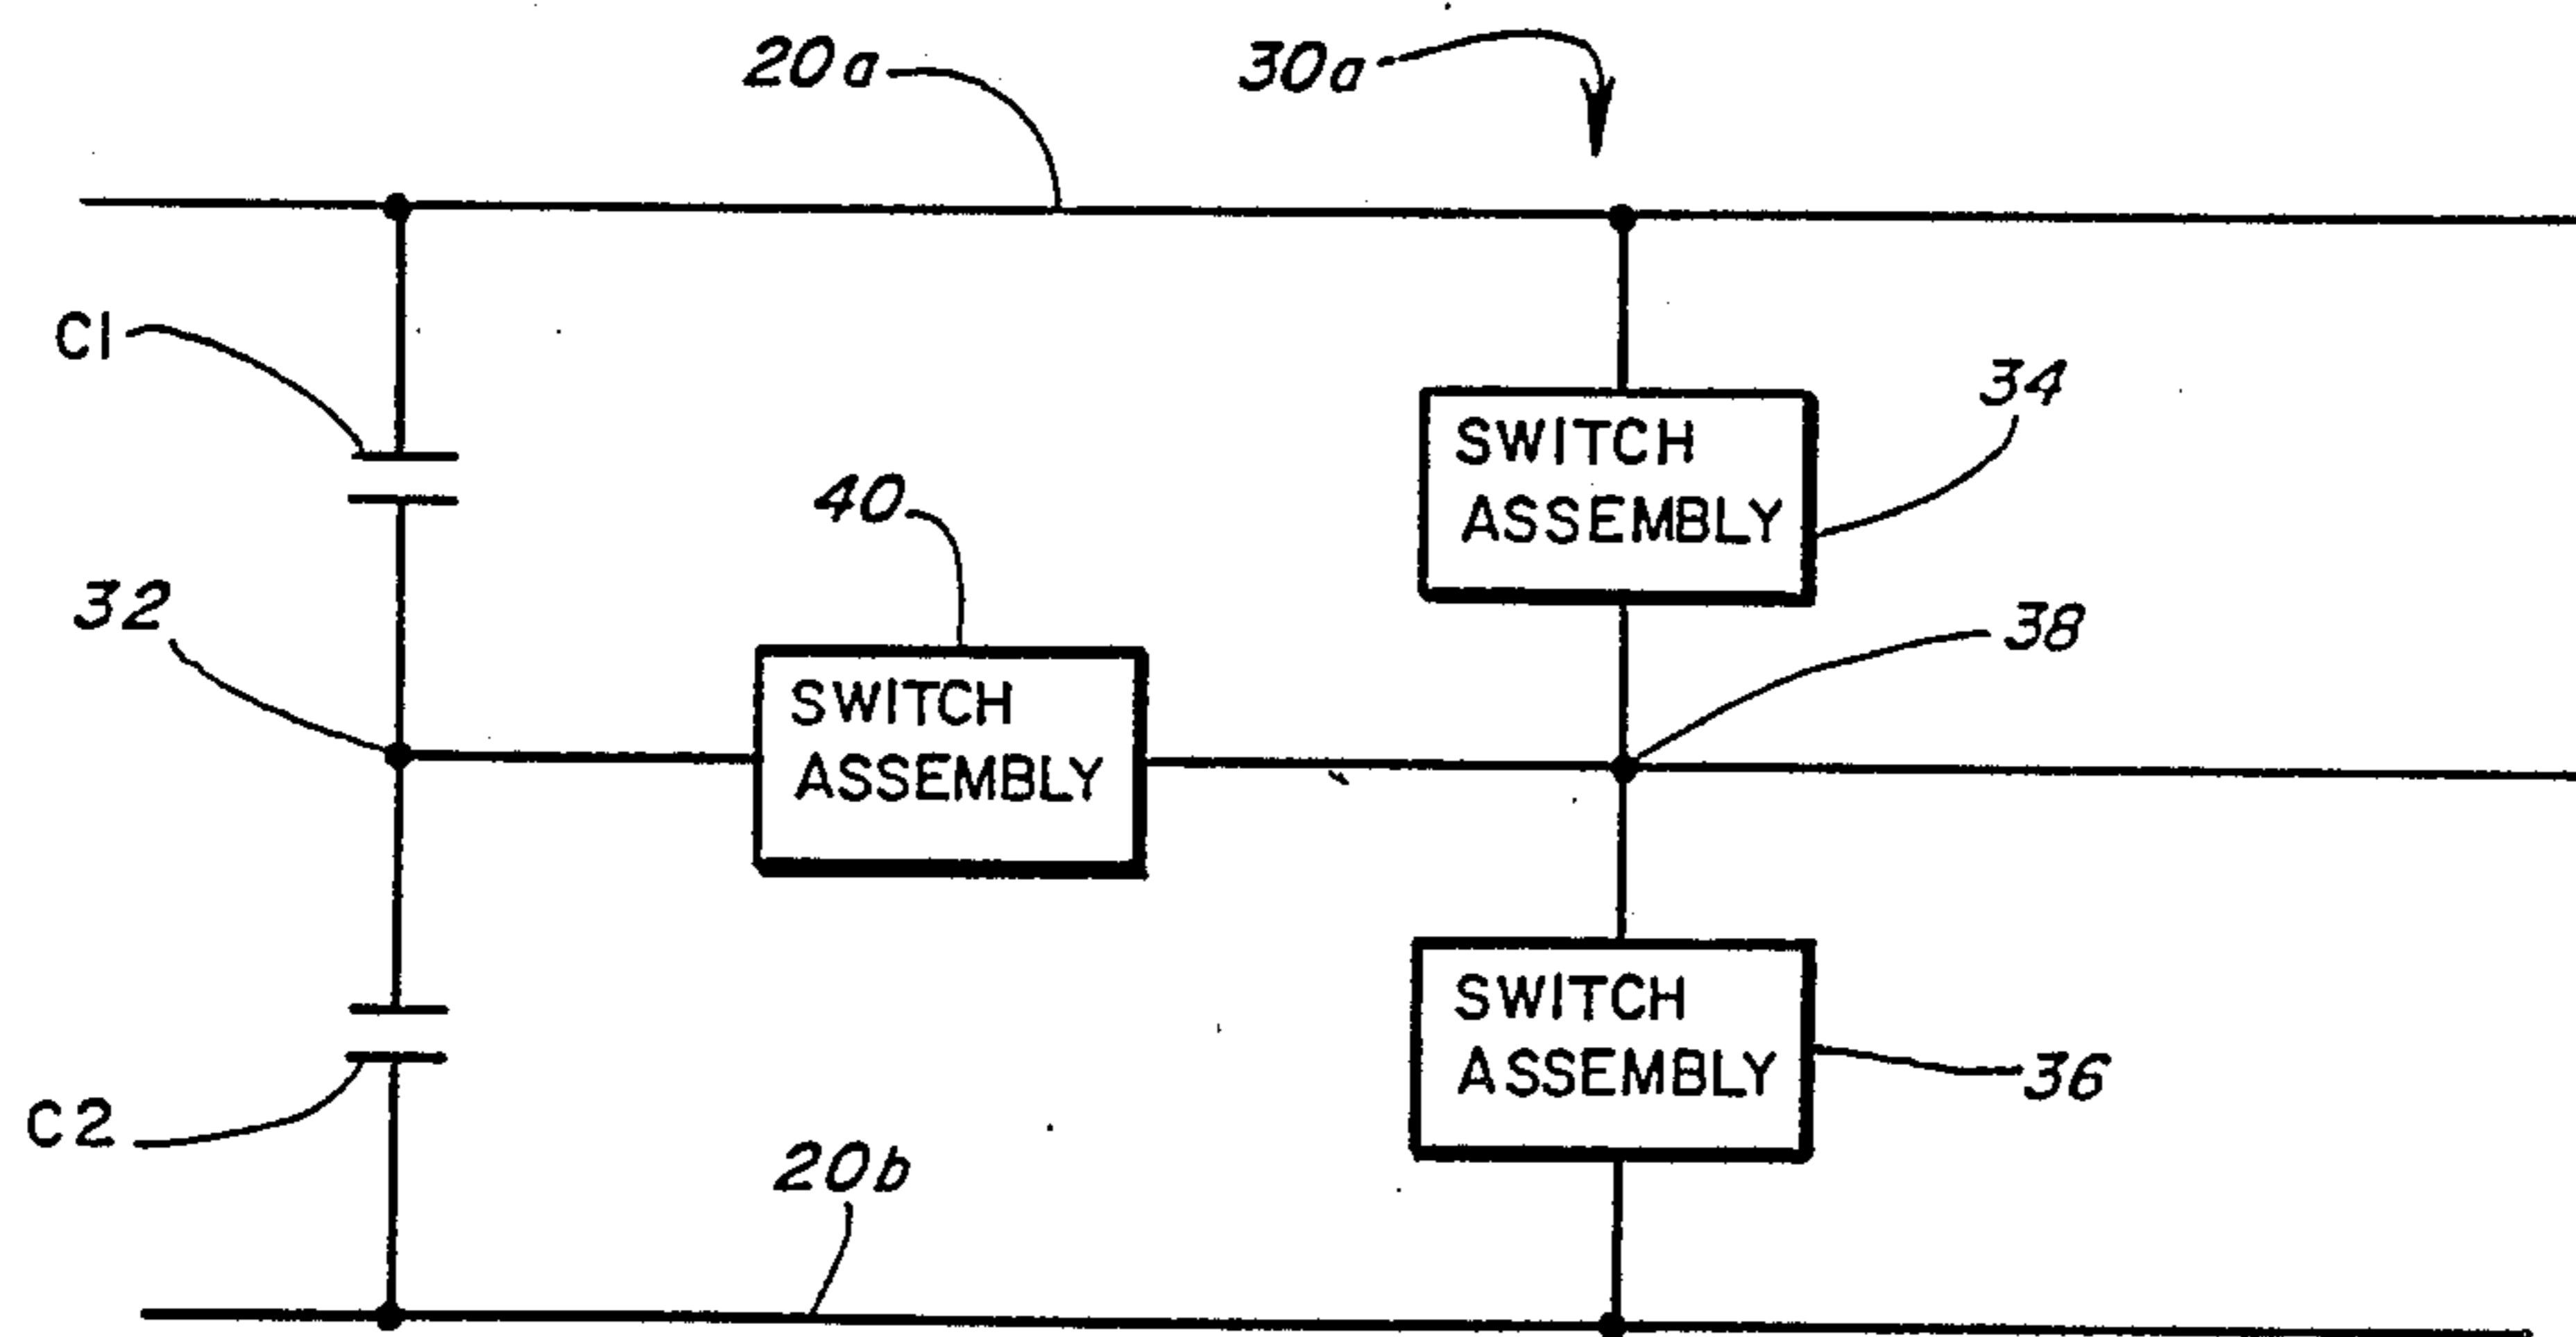 20a
30a
C1
34
SWITCH
ASSEMBLY
40
32
38
SWITCH
ASSEMBLY
SWITCH
ASSEMBLY
36
C2
20b